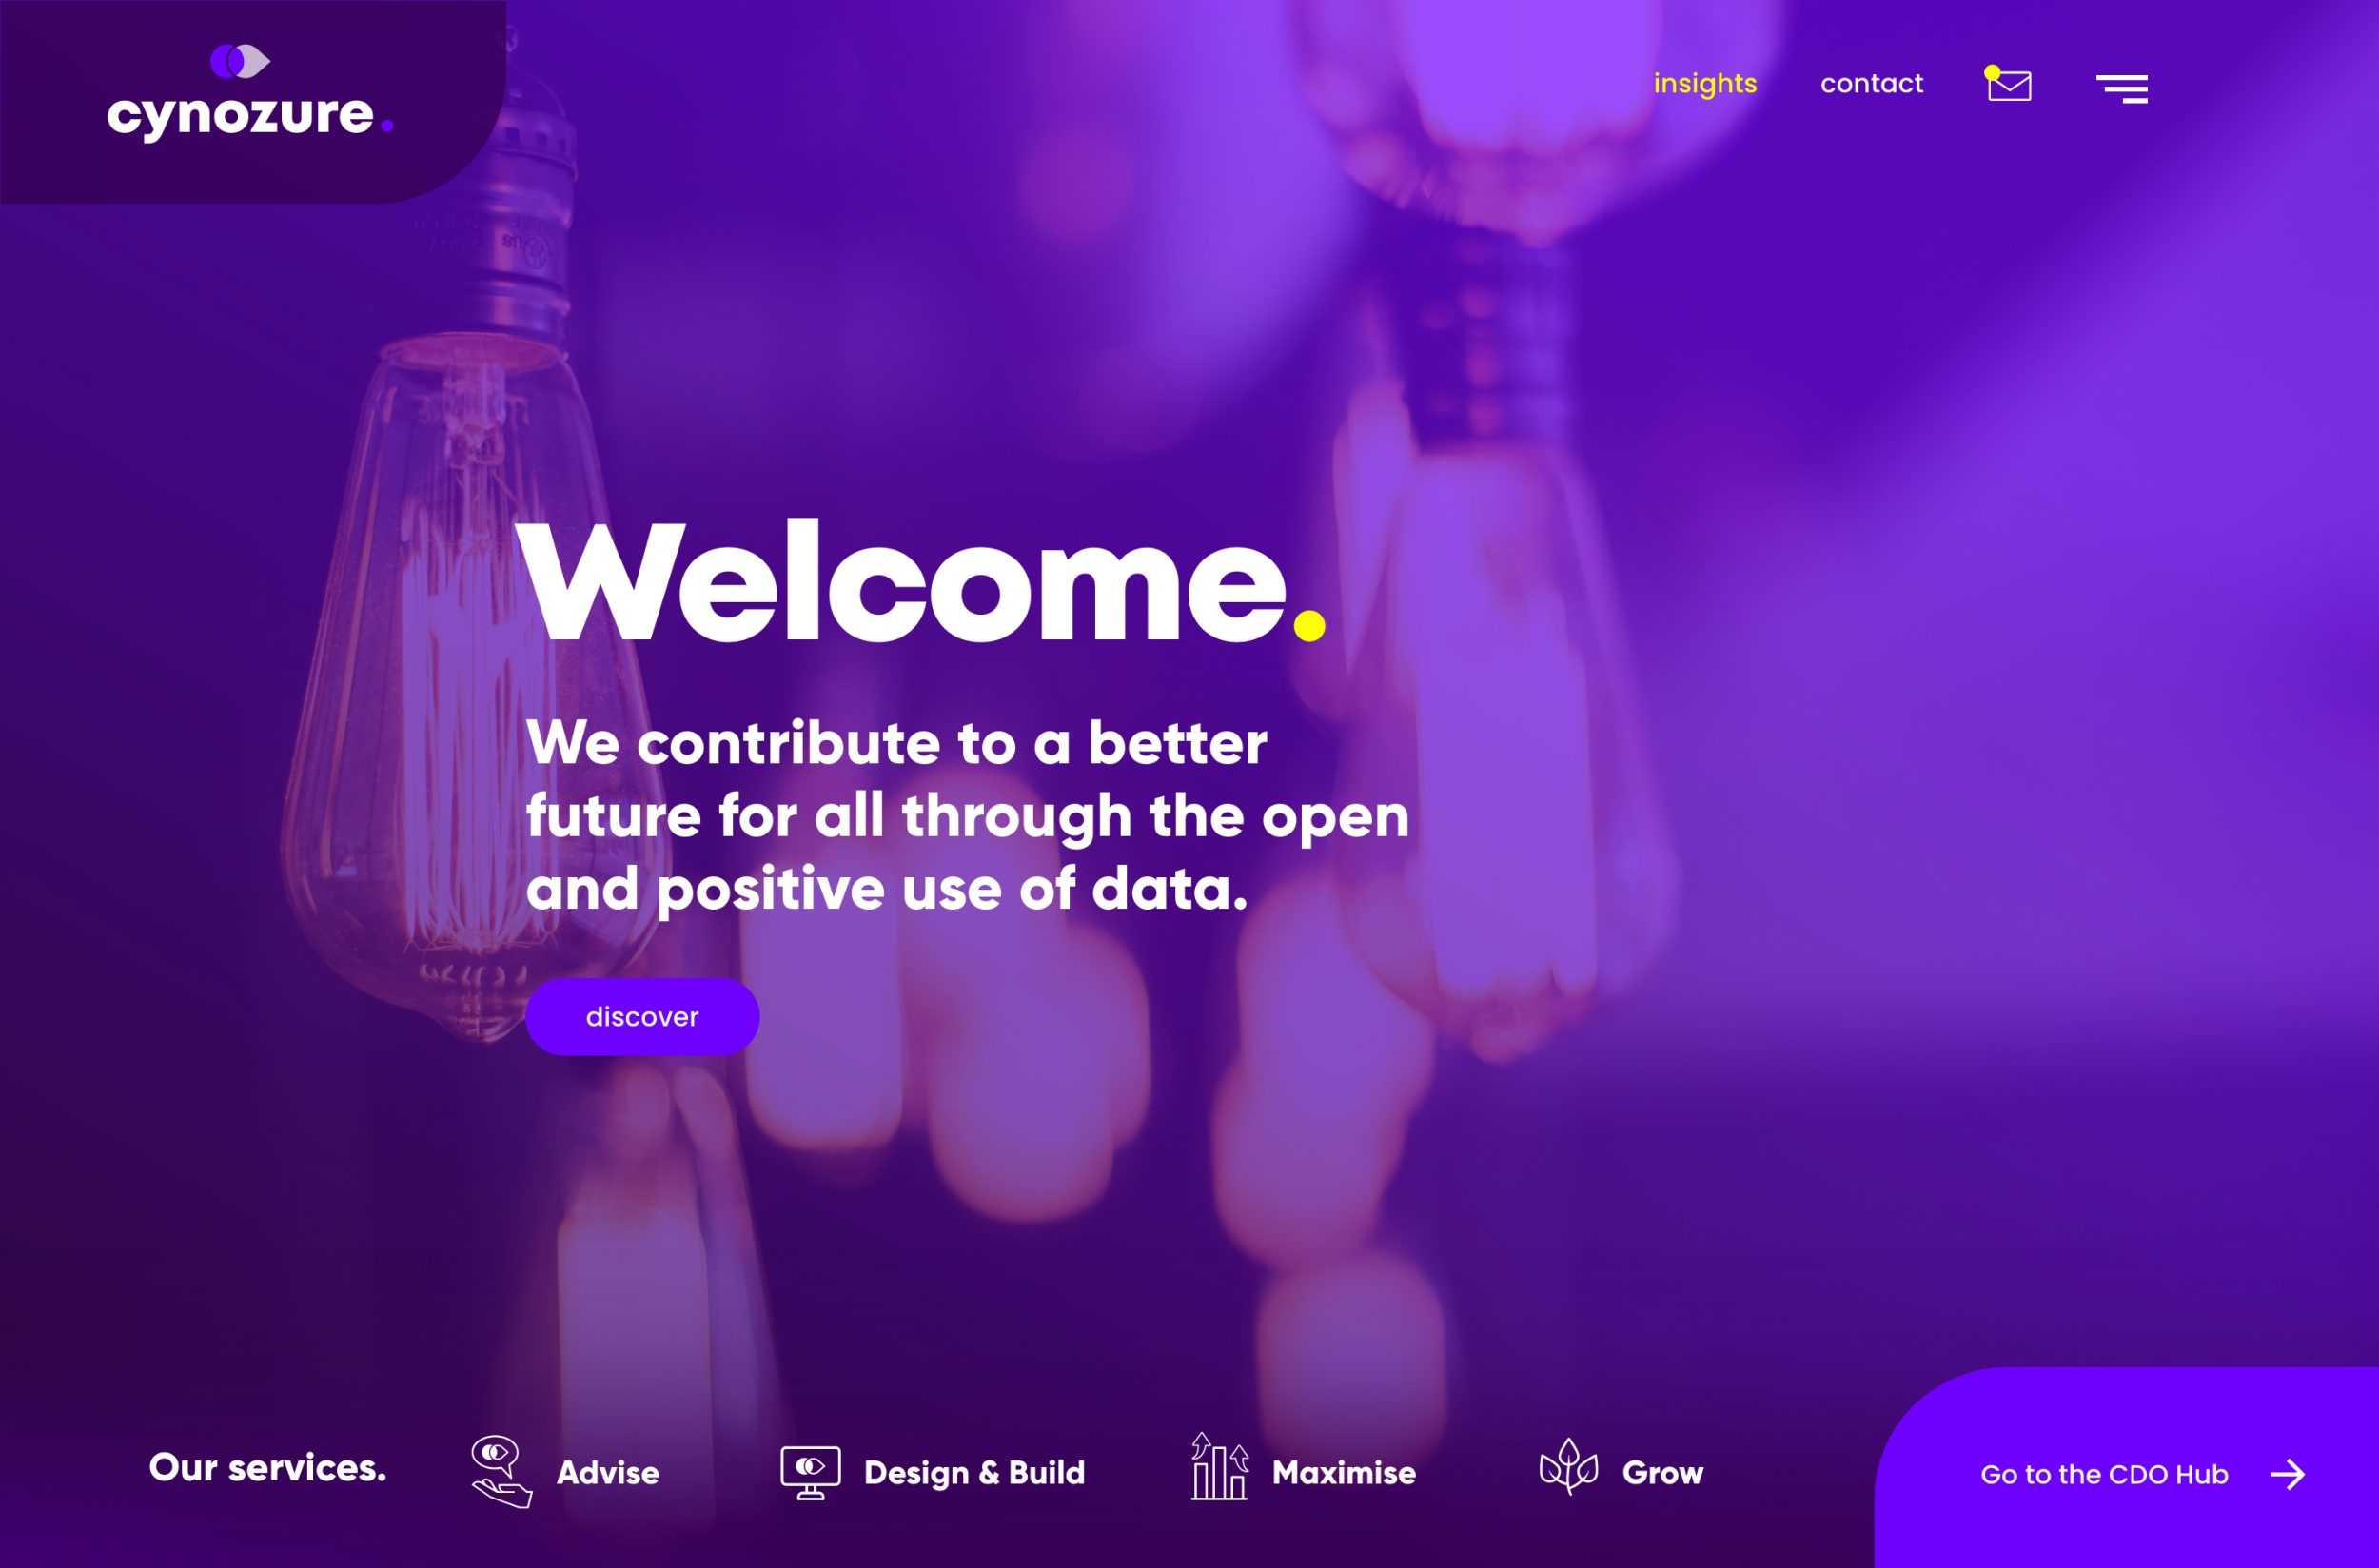 cynozure.
insights
contact
Welcome.
We contribute to a better
future for all through the open
and positive use of data.
discover
Our services.
Advise
Design & Build
Maximise
Grow
Go to the CDO Hub